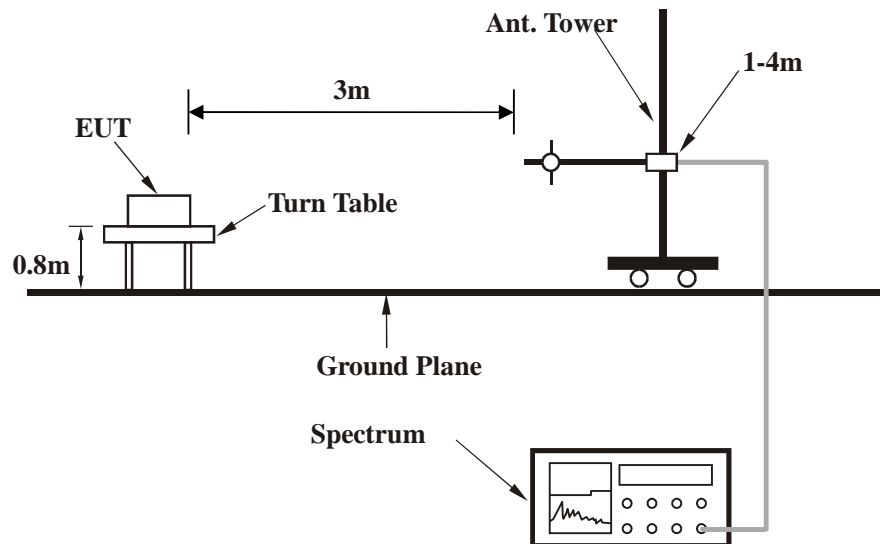 Ant. Tower
1-4m
3m
EUT
Turn Table
0.8m
Ground Plane
Spectrum